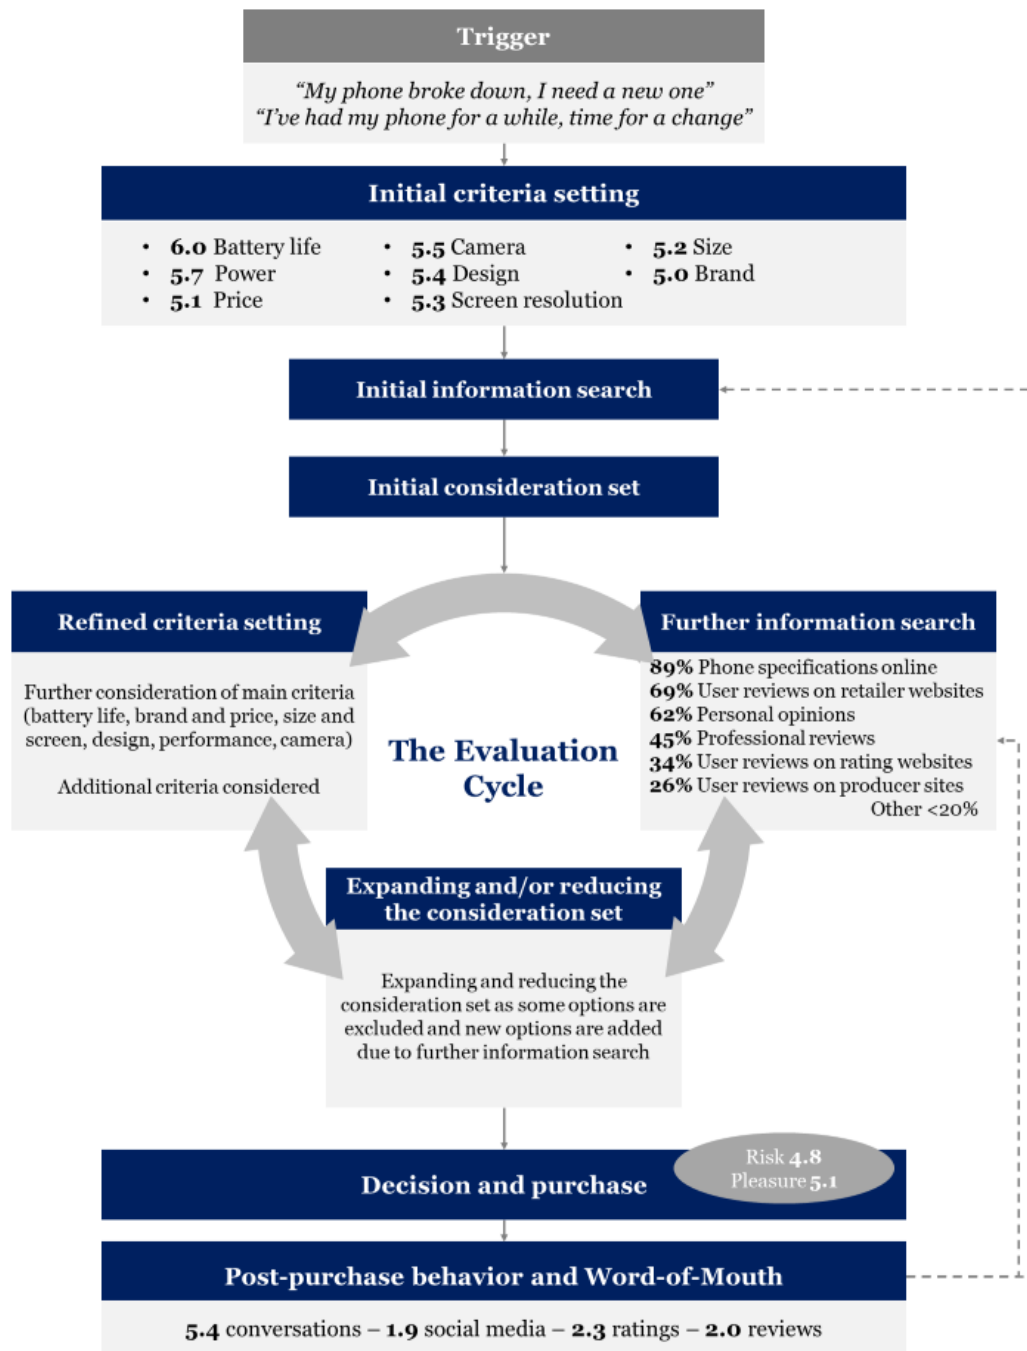 Trigger
“My phone broke down, I need a new one”
“I’ve had my phone for a while, time for a change”
Initial criteria setting
• 6.0 Battery life
• 5.7 Power
• 5.1 Price
• 5.5 Camera
• 5.4 Design
• 5.3 Screen resolution
• 5.2 Size
• 5.0 Brand
Initial information search
Initial consideration set
Refined criteria setting
Further consideration of main criteria
(battery life, brand and price, size and
screen, design, performance, camera)
Additional criteria considered
The Evaluation
Cycle
Further information search
89% Phone specifications online
69% User reviews on retailer websites
62% Personal opinions
45% Professional reviews
34% User reviews on rating websites
26% User reviews on producer sites
Other <20%
Expanding and/or reducing
the consideration set
Expanding and reducing the
consideration set as some options are
excluded and new options are added
due to further information search
Risk 4.8
Pleasure 5.1
Decision and purchase
Post-purchase behavior and Word-of-Mouth
5.4 conversations – 1.9 social media – 2.3 ratings – 2.0 reviews